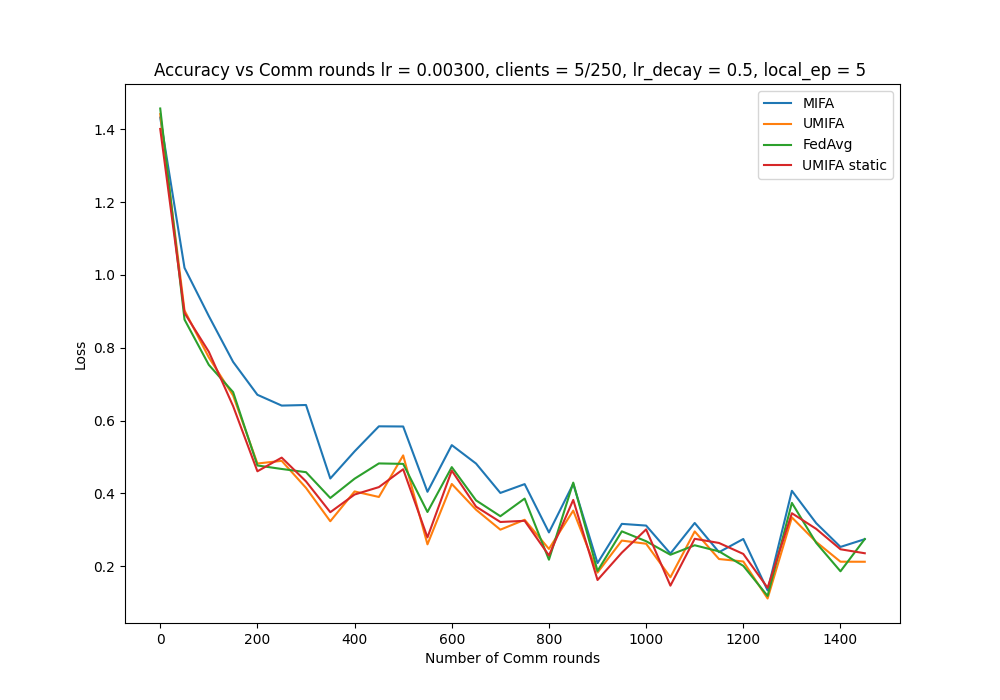 Accuracy vs Comm rounds lr = 0.00300, clients = 5/250, lr_decay = 0.5, local_ep = 5
MIFA
UMIFA
FedAvg
UMIFA static
1.4
1.2
1.0
0.8
0.6
0.4
0.2
Loss
0 200 400 600 800 1000 1200 1400
Number of Comm rounds